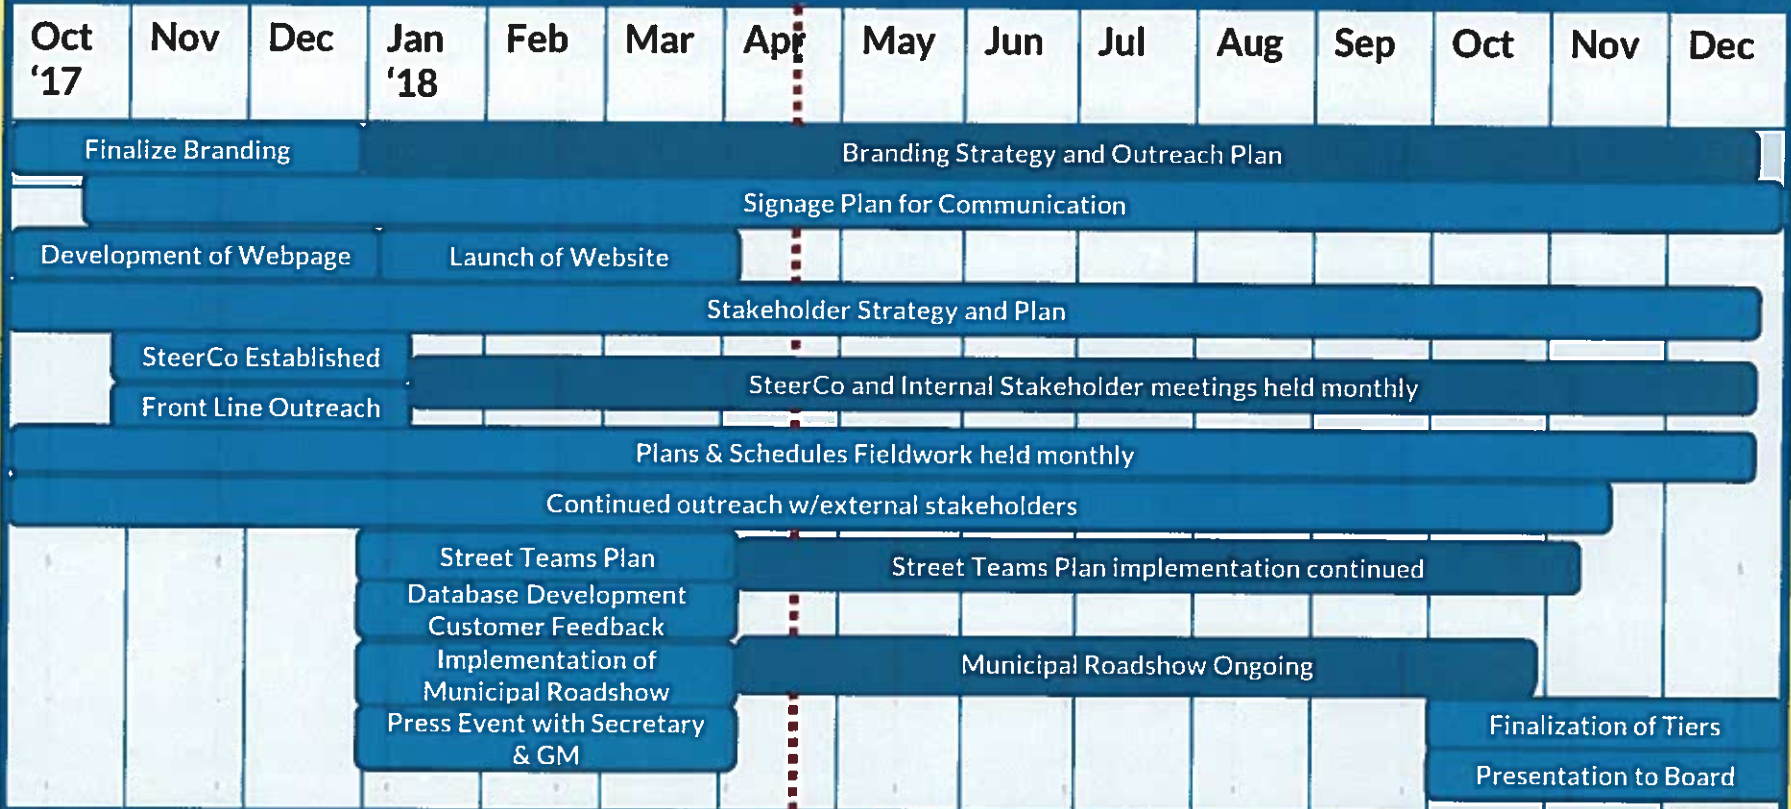 Oct Nov Dec Jan Feb Mar Apr May Jun Jul Aug Sep Oct Nov Dec
‘17 ‘18
Finalize Branding
Branding Strategy and Outreach Plan
Signage Plan for Communication
Development of Webpage
Launch of Website
Stakeholder Strategy and Plan
SteerCo Established
SteerCo and Internal Stakeholder meetings held monthly
Front Line Outreach
Plans & Schedules Fieldwork held monthly
Continued outreach w/external stakeholders
Street Teams Plan
Street Teams Plan implementation continued
Database Development
Customer Feedback
Implementation of
Municipal Roadshow
Municipal Roadshow Ongoing
Press Event with Secretary
& GM
Finalization of Tiers
Presentation to Board